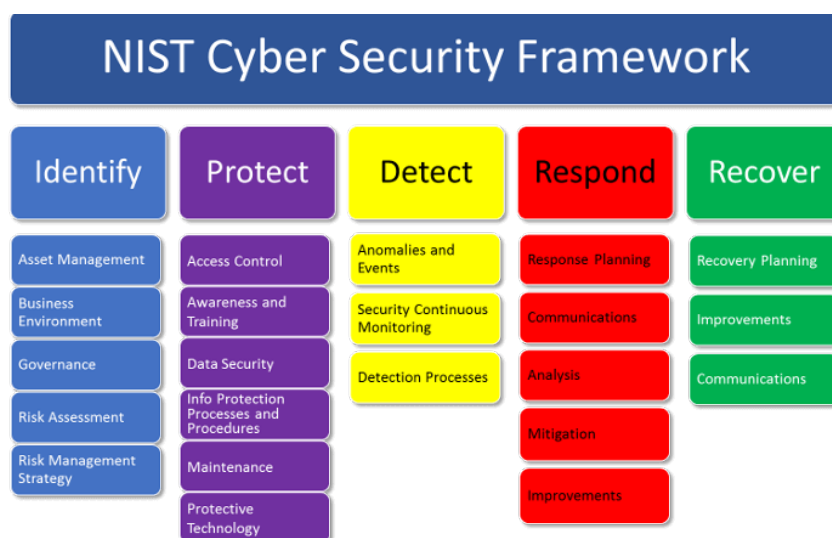 NIST Cyber Security Framework
Identify
Protect
Detect
Respond
Recover
Asset Management
Business
Environment
Governance
Risk Assessment
Risk Management
Strategy
Access Control
Awareness and
Training
Data Security
Info Protection
Processes and
Procedures
Maintenance
Protective
Technology
Anomalies and
Events
Security Continuous
Monitoring
Detection Processes
Response Planning
Communications
Analysis
Mitigation
Improvements
Recovery Planning
Improvements
Communications